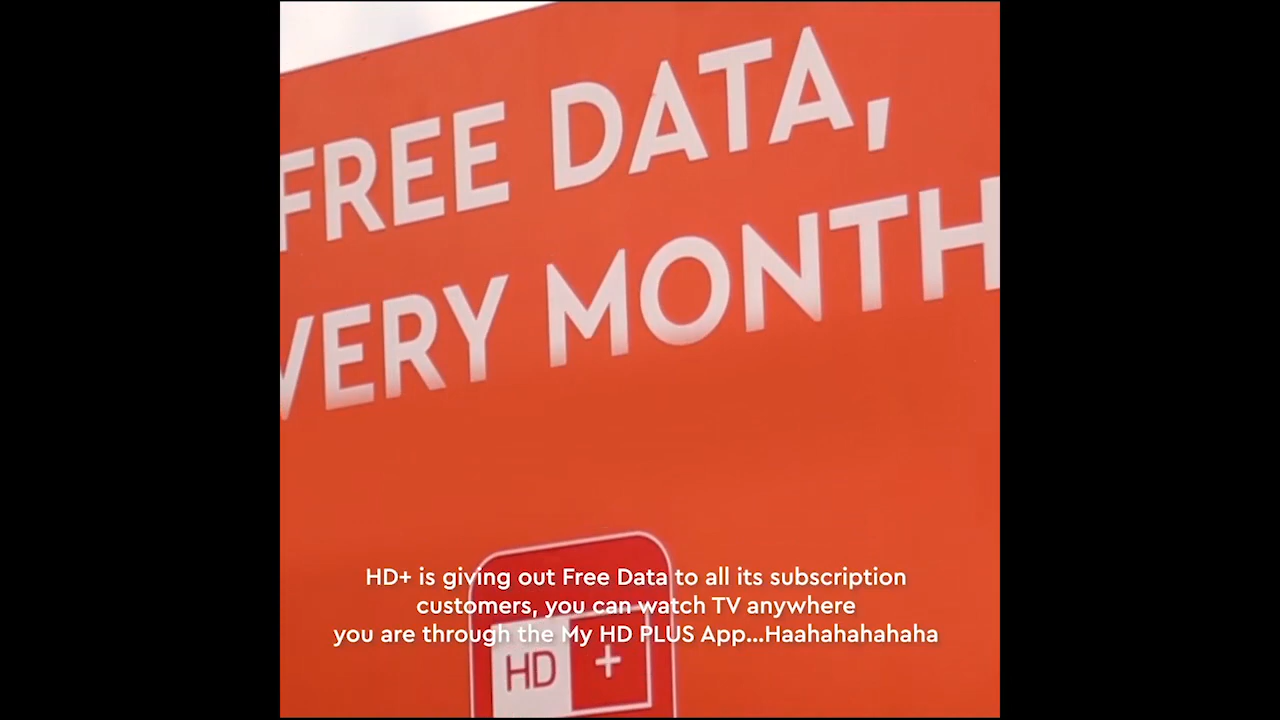 FREE DATA,
VERY MONTH
HD+ is giving out Free Data to all its subscription
customers, you can watch TV anywhere
you are through the My HD PLUS App...Haahahahahaha
HD +